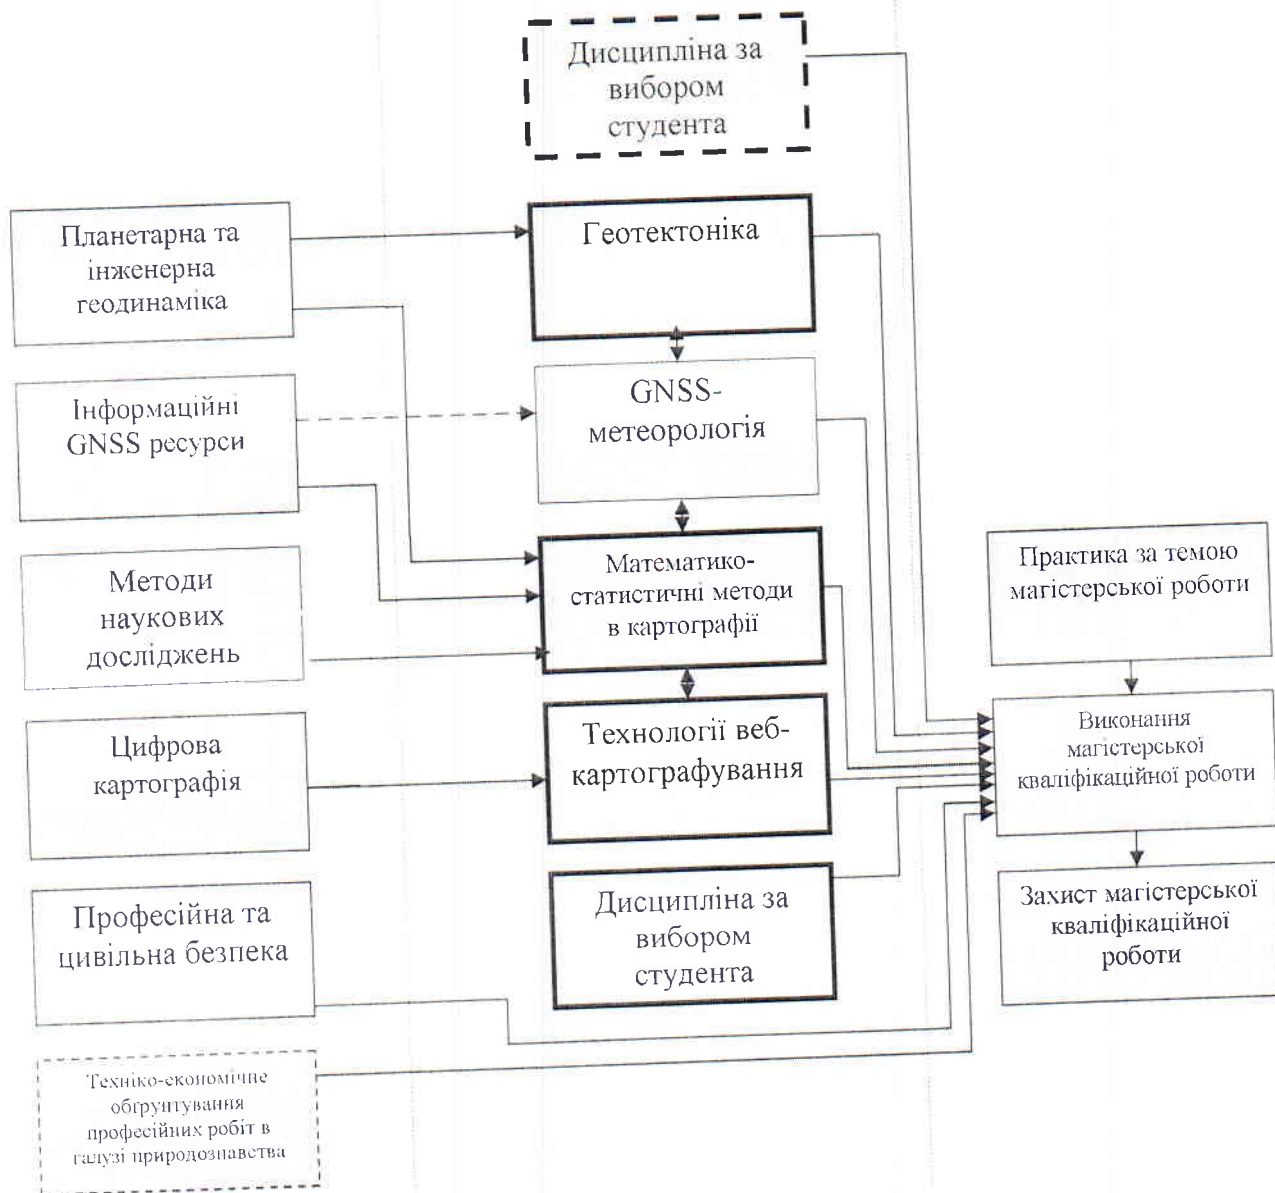 Дисципліна за
вибором
студента
Планетарна та
інженерна
геодинаміка
Геотектоніка
Інформаційні
GNSS ресурси
GNSS-
метеорологія
Методи
наукових
досліджень
Математико-
статистичні методи
в картографії
Практика за темою
магістерської роботи
Цифрова
картографія
Технології веб-
картографування
Виконання
магістерської
кваліфікаційної роботи
Професійна та
цивільна безпека
Дисципліна за
вибором
студента
Захист магістерської
кваліфікаційної
роботи
Техніко-економічне
обґрунтування
професійних робіт в
галузі природознавства